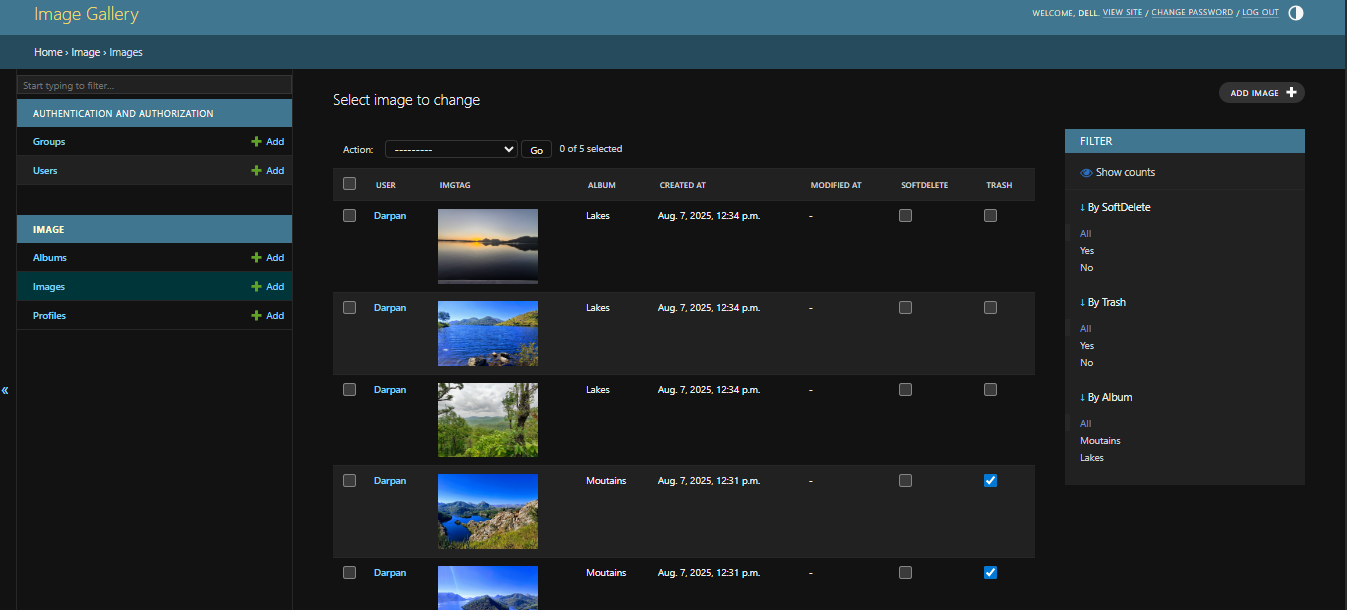 Image Gallery
WELCOME, DELL. VIEW SITE / CHANGE PASSWORD / LOG OUT
Home › Image › Images
Start typing to filter...
AUTHENTICATION AND AUTHORIZATION
Groups Add
Users Add
IMAGE
Albums Add
Images Add
Profiles Add
«
Select image to change
ADD IMAGE
Action: --------- Go 0 of 5 selected
USER IMGTAG ALBUM CREATED AT MODIFIED AT SOFTDELETE TRASH
Darpan Lakes Aug. 7, 2025, 12:34 p.m. -
Darpan Lakes Aug. 7, 2025, 12:34 p.m. -
Darpan Lakes Aug. 7, 2025, 12:34 p.m. -
Darpan Moutains Aug. 7, 2025, 12:31 p.m. -
Darpan Moutains Aug. 7, 2025, 12:31 p.m. -
FILTER
Show counts
↓ By SoftDelete
All
Yes
No
↓ By Trash
All
Yes
No
↓ By Album
All
Moutains
Lakes